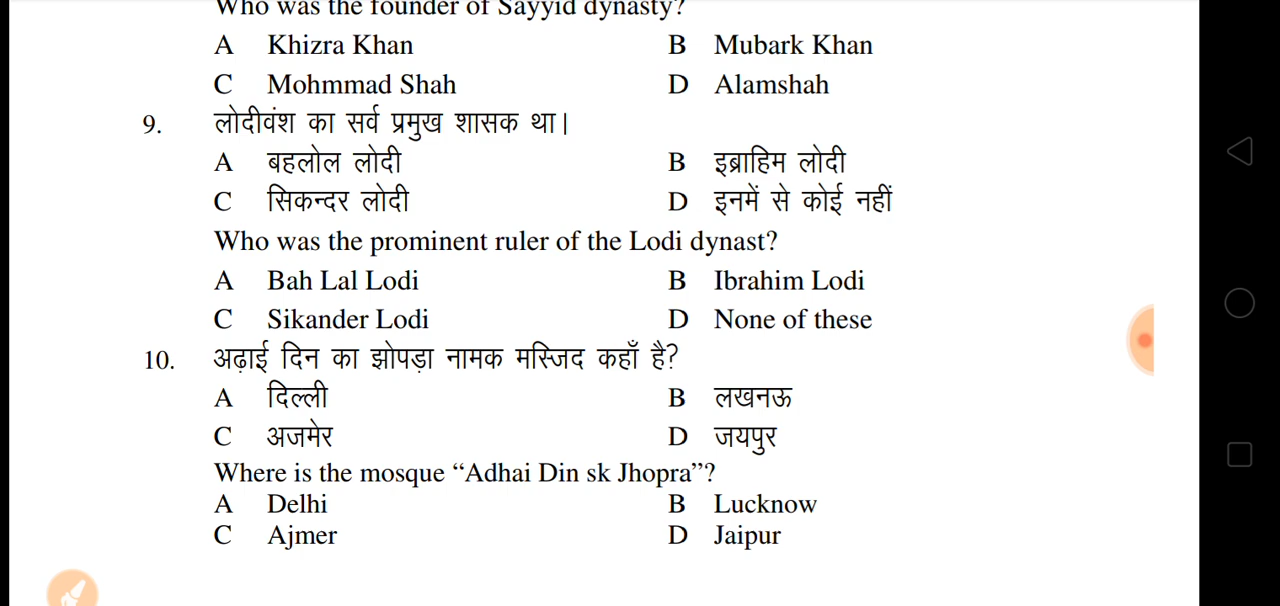 Who was the founder of Sayyid dynasty?
A Khizra Khan B Mubark Khan
C Mohmmad Shah D Alamshah
9. लोदीवंश का सर्व प्रमुख शासक था।
A बहलोल लोदी B इब्राहिम लोदी
C सिकन्दर लोदी D इनमें से कोई नहीं
Who was the prominent ruler of the Lodi dynast?
A Bah Lal Lodi B Ibrahim Lodi
C Sikander Lodi D None of these
10. अढ़ाई दिन का झोपड़ा नामक मस्जिद कहाँ है?
A दिल्ली B लखनऊ
C अजमेर D जयपुर
Where is the mosque “Adhai Din sk Jhopra”?
A Delhi B Lucknow
C Ajmer D Jaipur